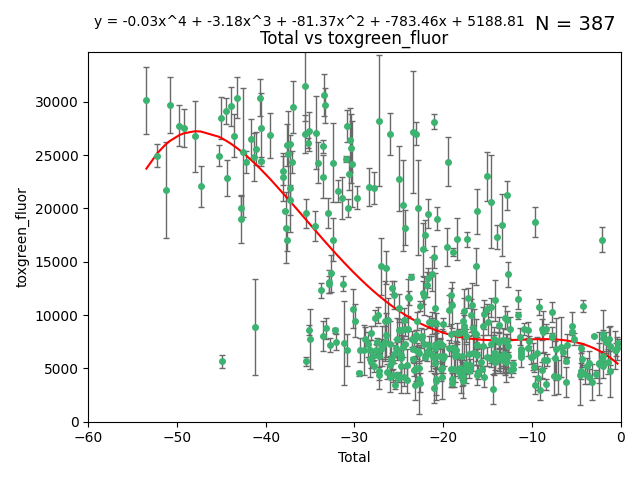 y = -0.03x^4 + -3.18x^3 + -81.37x^2 + -783.46x + 5188.81
N = 387
Total vs toxgreen_fluor
30000
25000
20000
15000
10000
5000
0
toxgreen_fluor
−60
−50
−40
−30
−20
−10
0
Total